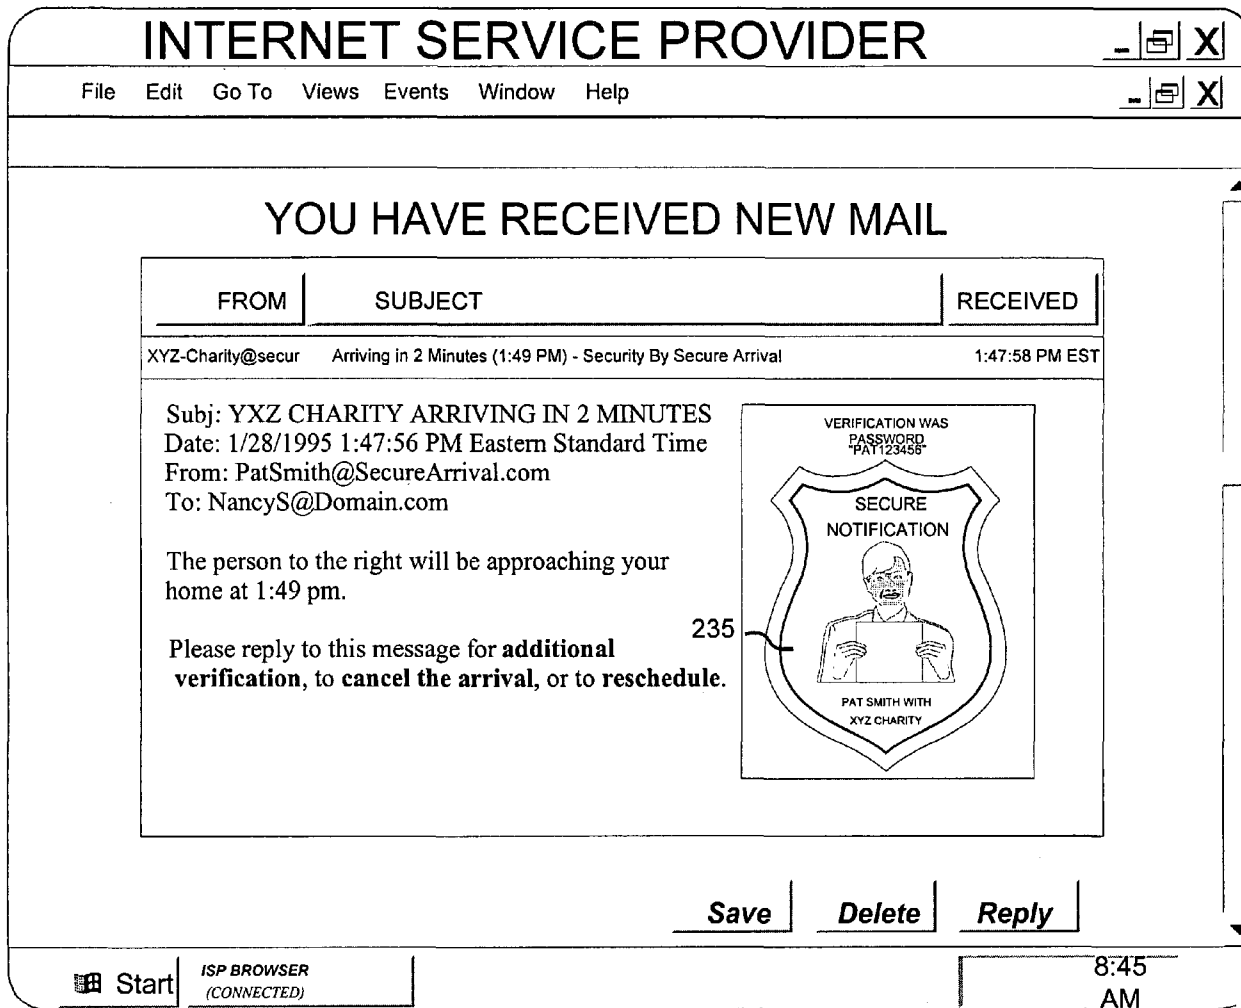 INTERNET SERVICE PROVIDER
File Edit Go To Views Events Window Help
YOU HAVE RECEIVED NEW MAIL
FROM SUBJECT RECEIVED
XYZ-Charity@secur Arriving in 2 Minutes (1:49 PM) - Security By Secure Arrival 1:47:58 PM EST
Subj: YXZ CHARITY ARRIVING IN 2 MINUTES
Date: 1/28/1995 1:47:56 PM Eastern Standard Time
From: PatSmith@SecureArrival.com
To: NancyS@Domain.com
The person to the right will be approaching your
home at 1:49 pm.
Please reply to this message for additional
verification, to cancel the arrival, or to reschedule.
VERIFICATION WAS
PASSWORD
"PAT123456"
SECURE
NOTIFICATION
235
PAT SMITH WITH
XYZ CHARITY
Save Delete Reply
Start
ISP BROWSER
(CONNECTED)
8:45
AM